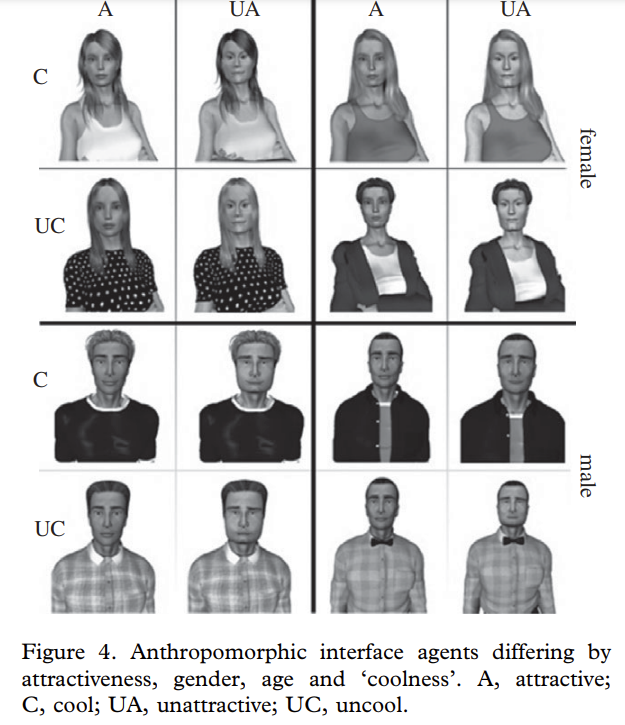 A UA A UA
C
female
UC
C
male
UC
Figure 4. Anthropomorphic interface agents differing by
attractiveness, gender, age and ‘coolness’. A, attractive;
C, cool; UA, unattractive; UC, uncool.